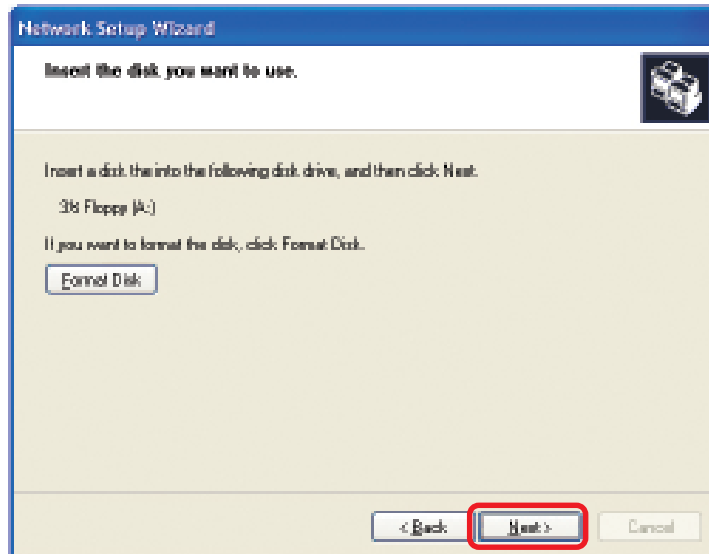 Network Setup Wizard
Insert the disk you want to use.
Insert a disk the into the following disk drive, and then click Next.
3½ Floppy (A:)
If you want to format the disk, click Format Disk.
Format Disk
< Back
Next >
Cancel